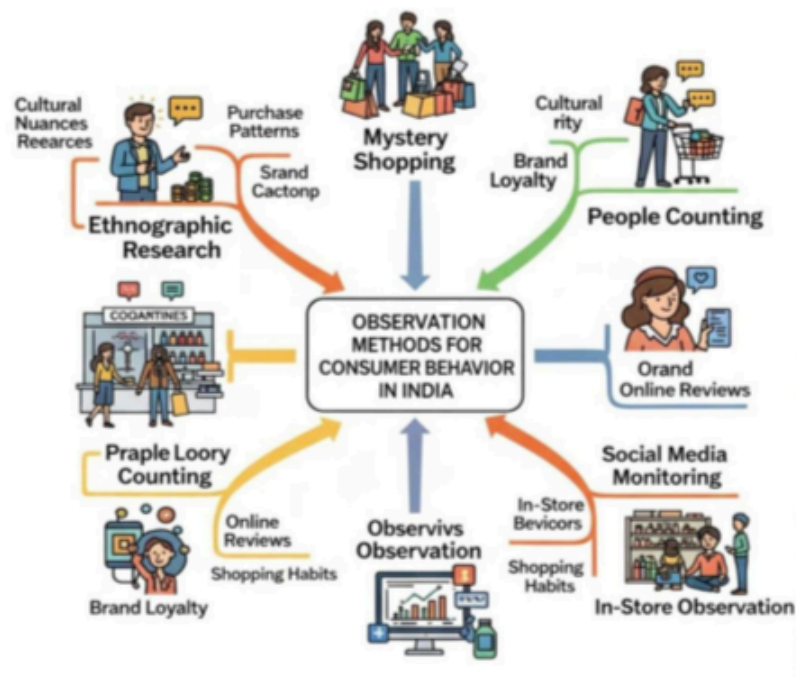 Mystery
Shopping
Cultural
Nuances
Reearces
Purchase
Patterns
Srand
Cactonp
Ethnographic
Research
Cultural
rity
Brand
Loyalty
People Counting
COQANTINES
OBSERVATION
METHODS FOR
CONSUMER BEHAVIOR
IN INDIA
Orand
Online Reviews
Praple Loory
Counting
Online
Reviews
Shopping Habits
Brand Loyalty
Observivs
Observation
Social Media
Monitoring
In-Store
Bevicors
Shopping
Habits
In-Store Observation